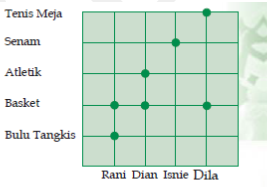 Tenis Meja
Senam
Atletik
Basket
Bulu Tangkis
Rani Dian Isnie Dila